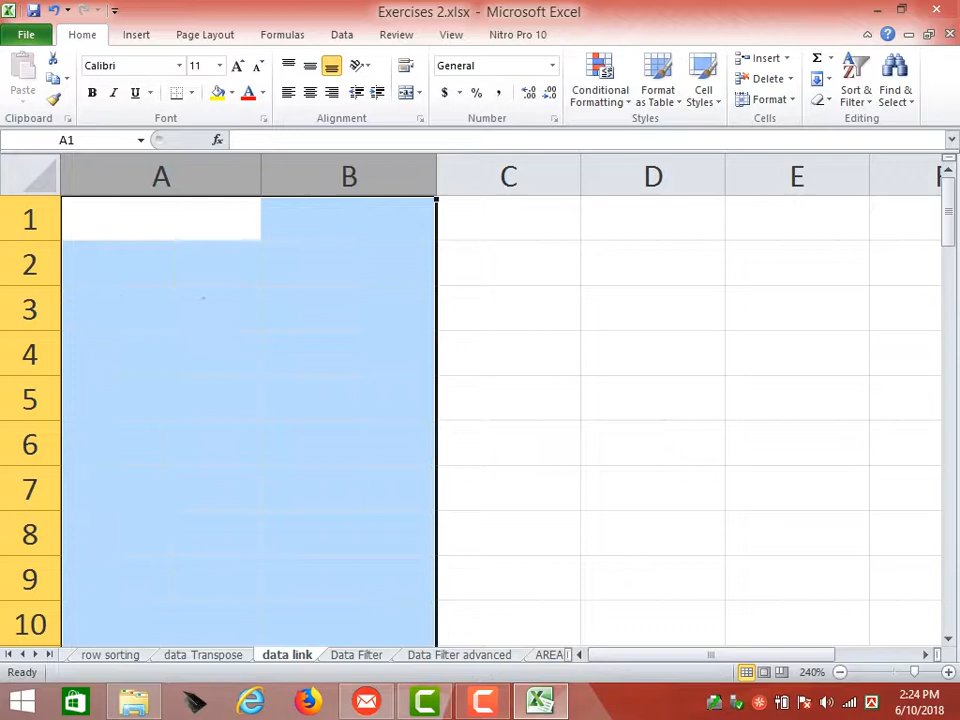 Exercises 2.xlsx - Microsoft Excel
File Home Insert Page Layout Formulas Data Review View Nitro Pro 10
Calibri 11 General
Paste
B I U A $ % ,
Conditional Formatting
Format as Table
Cell Styles
Insert
Delete
Format
Σ
Sort & Filter
Find & Select
Clipboard Font Alignment Number Styles Cells Editing
A1 fx
A B C D E
1
2
3
4
5
6
7
8
9
10
row sorting data Transpose data link Data Filter Data Filter advanced AREA
Ready 240%
2:24 PM
6/10/2018